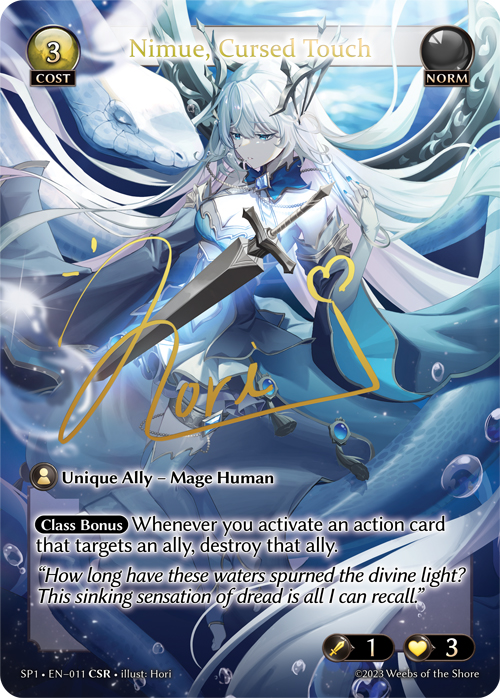 3
COST
Nimue, Cursed Touch
NORM
Hori
Unique Ally – Mage Human
Class Bonus Whenever you activate an action card
that targets an ally, destroy that ally.
“How long have these waters spurned the divine light?
This sinking sensation of dread is all I can recall.”
1
3
SP1 • EN–011 CSR • illust: Hori
©2023 Weebs of the Shore